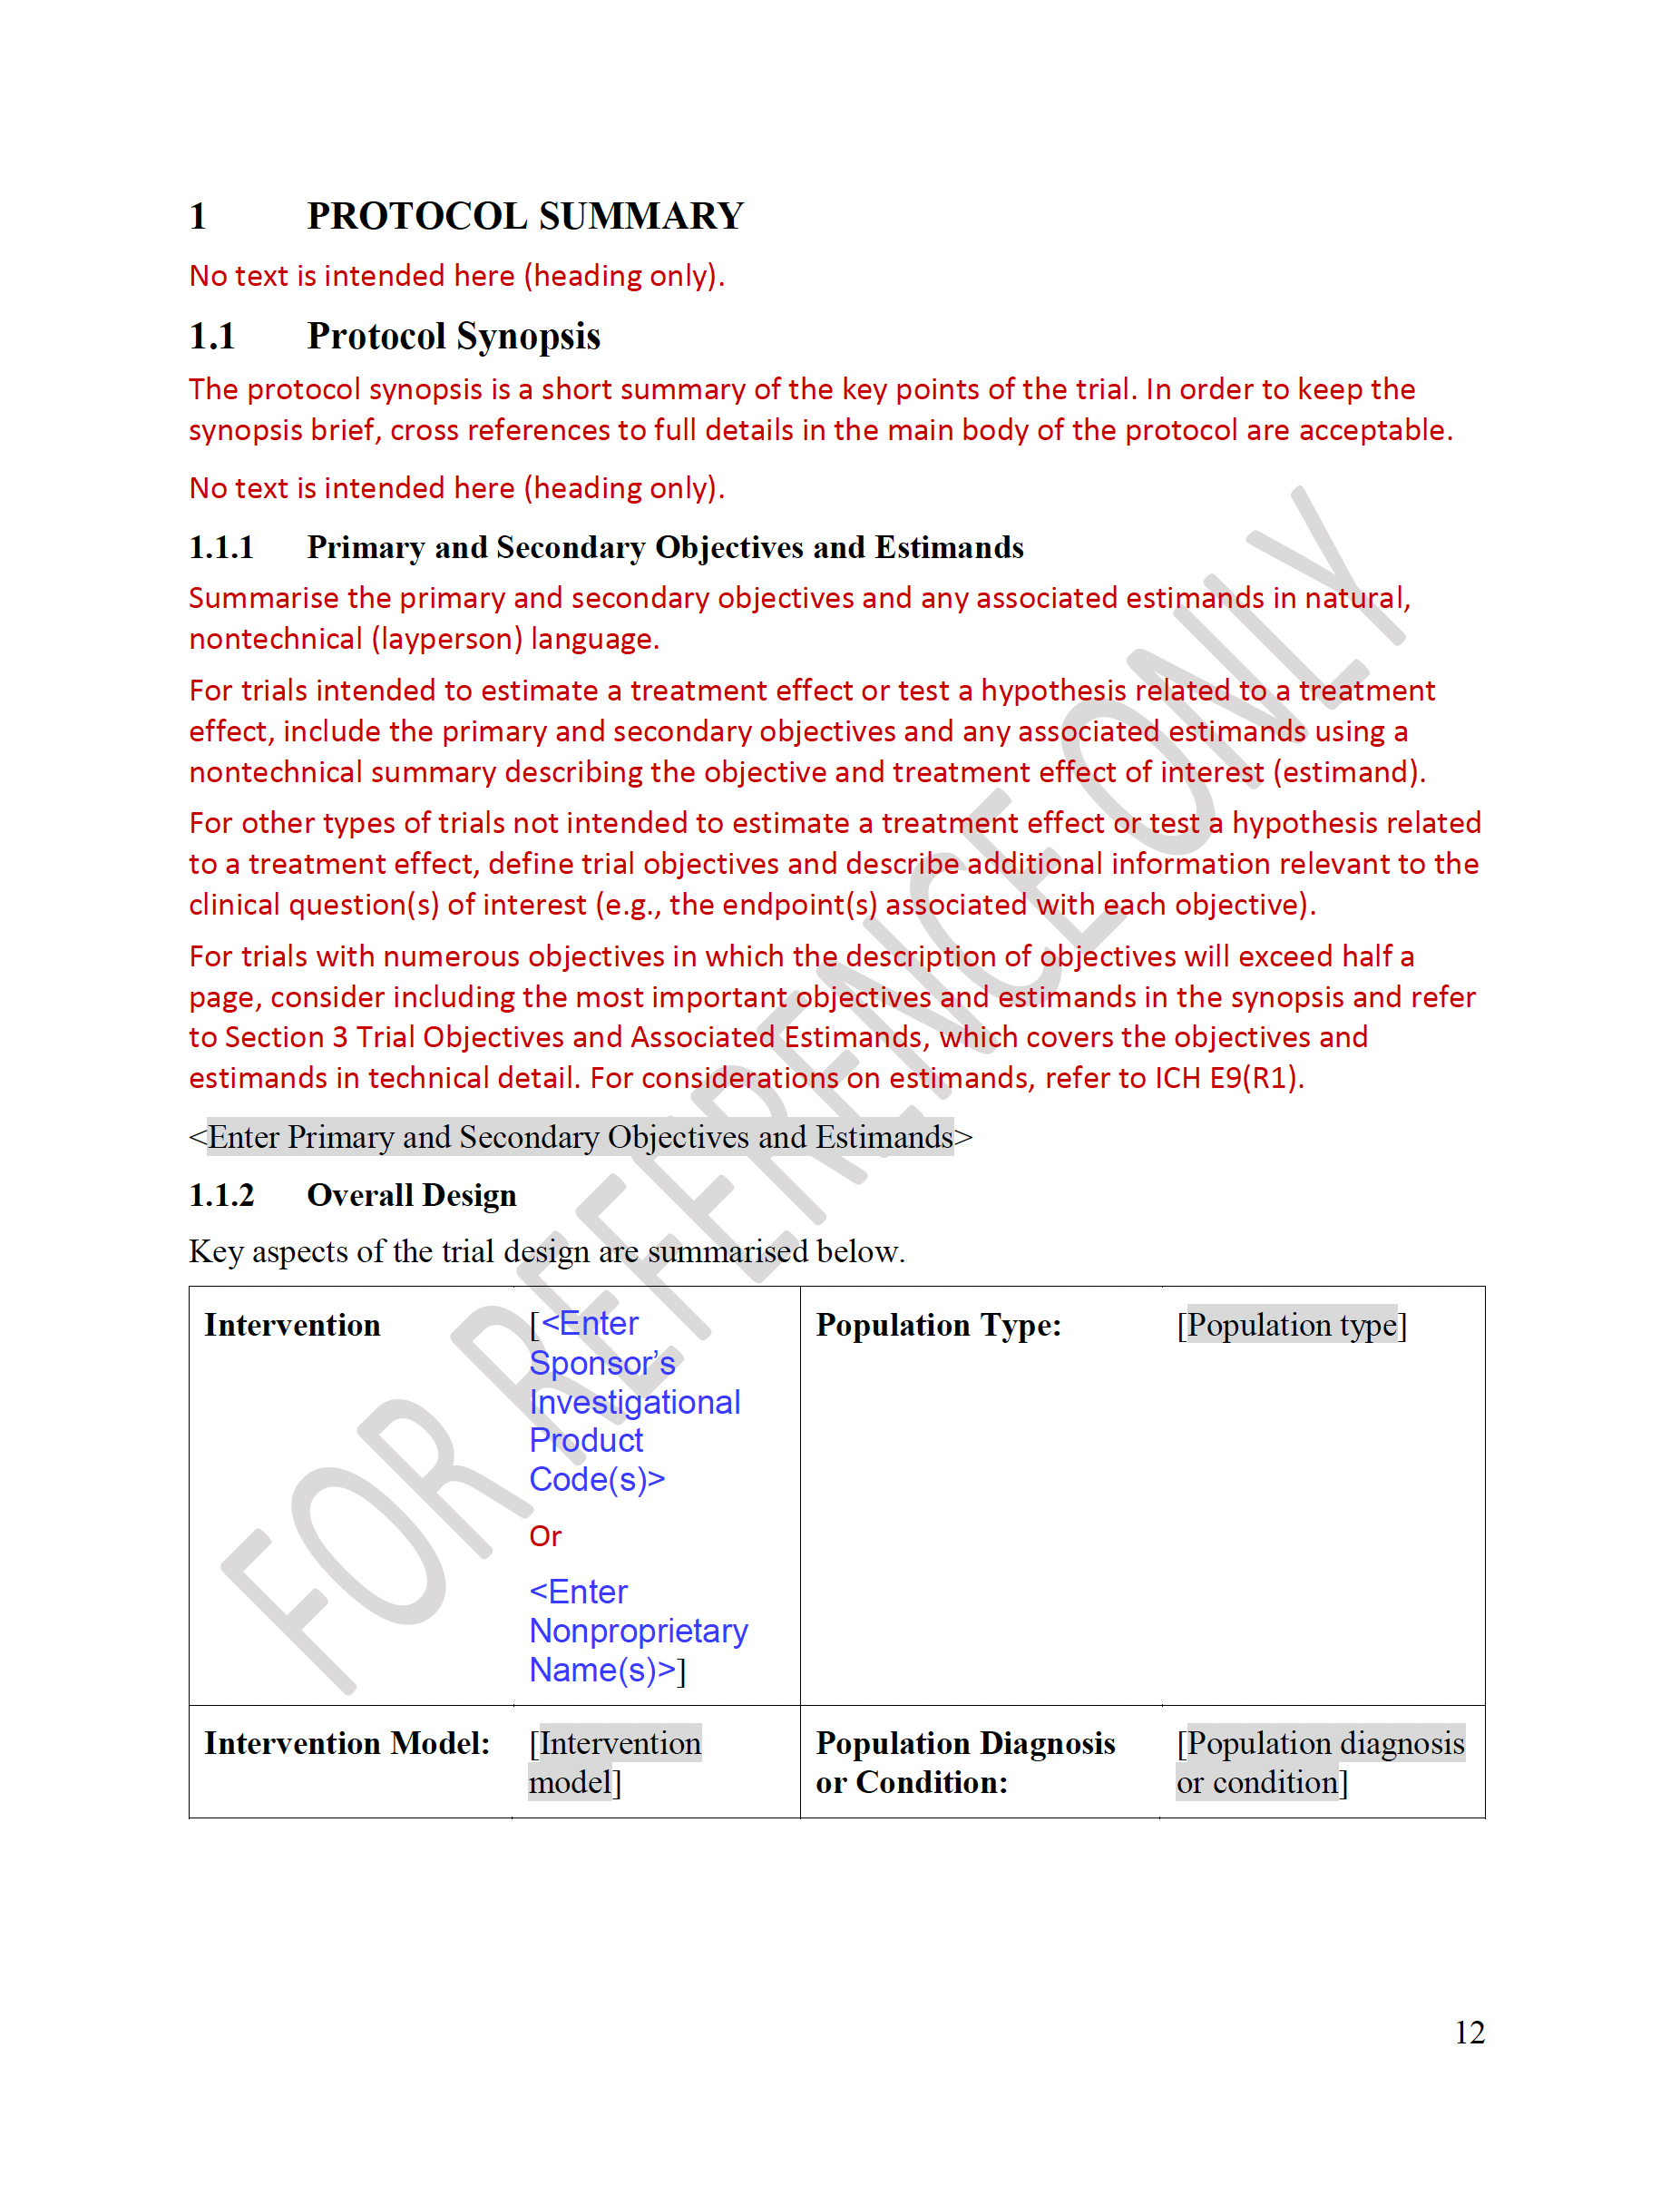 1 PROTOCOL SUMMARY
No text is intended here (heading only).
1.1 Protocol Synopsis
The protocol synopsis is a short summary of the key points of the trial. In order to keep the
synopsis brief, cross references to full details in the main body of the protocol are acceptable.
No text is intended here (heading only).
1.1.1 Primary and Secondary Objectives and Estimands
Summarise the primary and secondary objectives and any associated estimands in natural,
nontechnical (layperson) language.
For trials intended to estimate a treatment effect or test a hypothesis related to a treatment
effect, include the primary and secondary objectives and any associated estimands using a
nontechnical summary describing the objective and treatment effect of interest (estimand).
For other types of trials not intended to estimate a treatment effect or test a hypothesis related
to a treatment effect, define trial objectives and describe additional information relevant to the
clinical question(s) of interest (e.g., the endpoint(s) associated with each objective).
For trials with numerous objectives in which the description of objectives will exceed half a
page, consider including the most important objectives and estimands in the synopsis and refer
to Section 3 Trial Objectives and Associated Estimands, which covers the objectives and
estimands in technical detail. For considerations on estimands, refer to ICH E9(R1).
<Enter Primary and Secondary Objectives and Estimands>
1.1.2 Overall Design
Key aspects of the trial design are summarised below.
Intervention
[<Enter
Sponsor's
Investigational
Product
Code(s)>
Or
<Enter
Nonproprietary
Name(s)>]
Population Type:
[Population type]
Intervention Model:
[Intervention
model]
Population Diagnosis
or Condition:
[Population diagnosis
or condition]
FOR REFERENCE ONLY
12